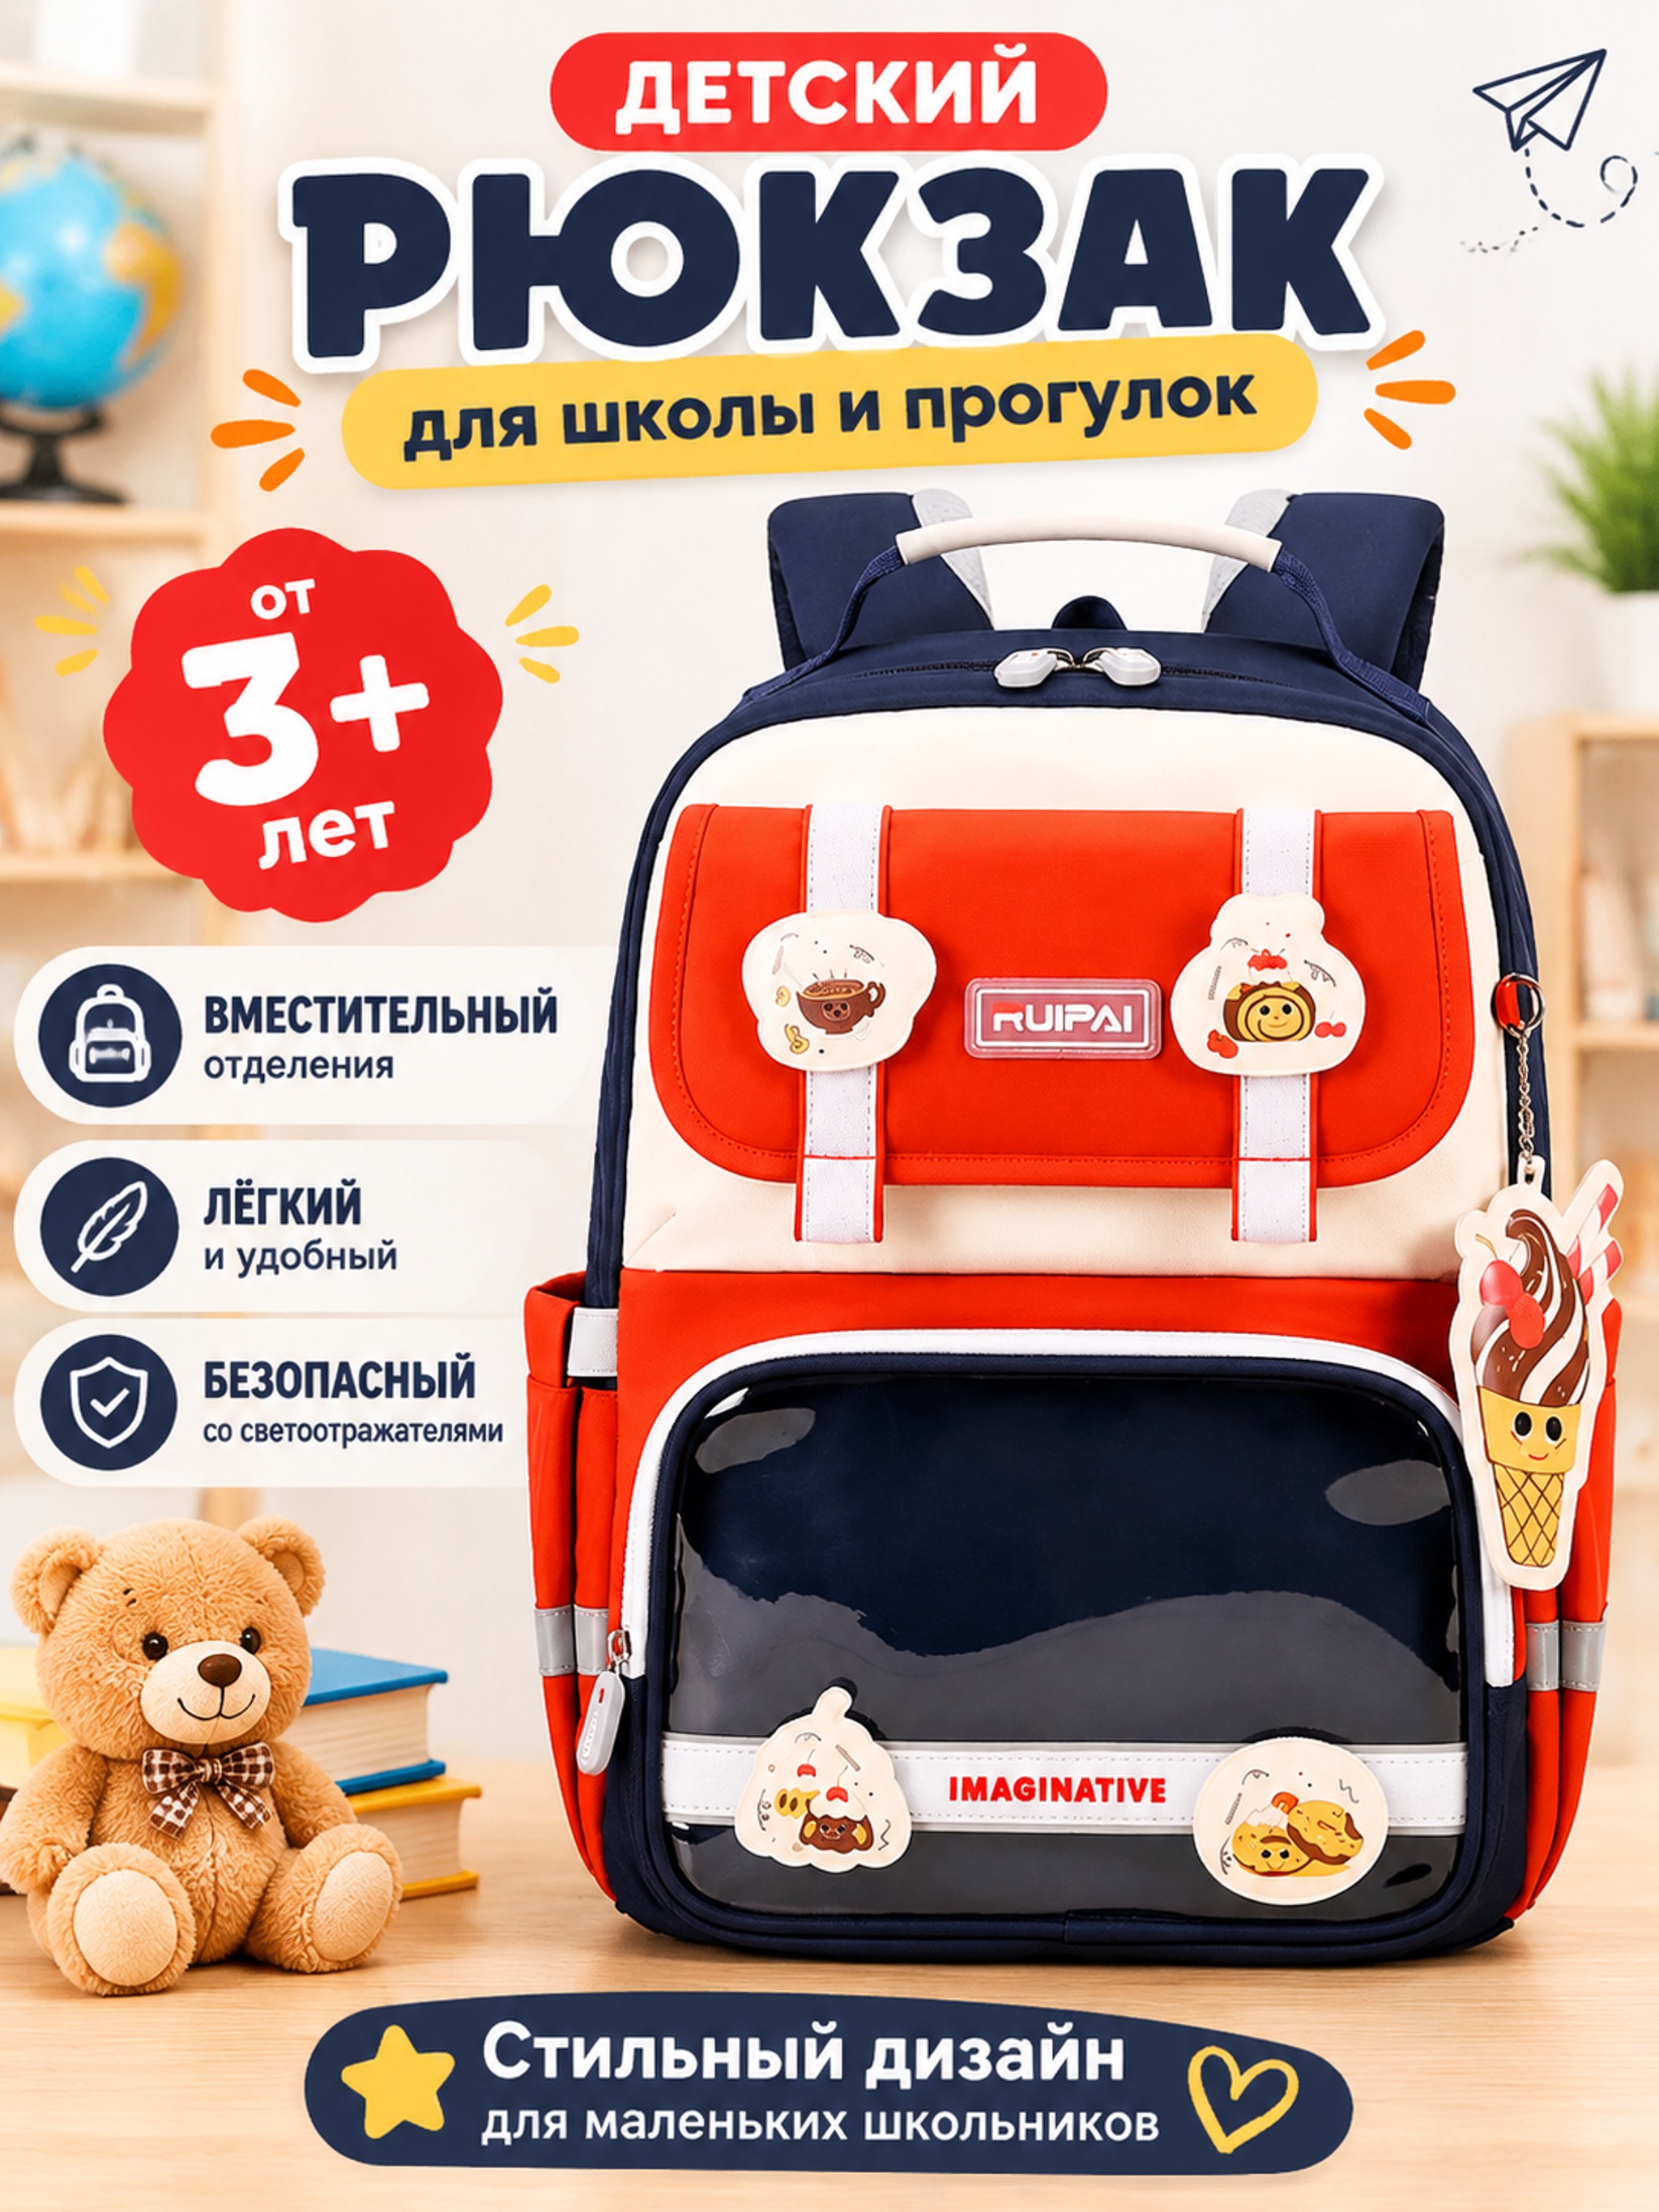 ДЕТСКИЙ
РЮКЗАК
для школы и прогулок
от
3+
лет
ВМЕСТИТЕЛЬНЫЙ
отделения
ЛЁГКИЙ
и удобный
БЕЗОПАСНЫЙ
со светоотражателями
RUIPAI
IMAGINATIVE
Стильный дизайн
для маленьких школьников